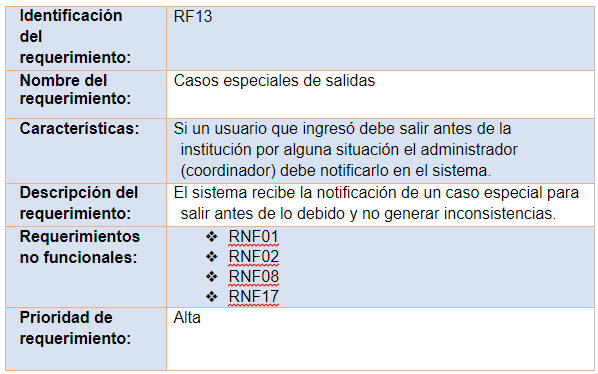 Identificación RF13
del
requerimiento:
Nombre del Casos especiales de salidas
requerimiento:
Características: Si un usuario que ingresó debe salir antes de la
institución por alguna situación el administrador
(coordinador) debe notificarlo en el sistema.
Descripción del El sistema recibe la notificación de un caso especial para
requerimiento: salir antes de lo debido y no generar inconsistencias.
Requerimientos ❖ RNF01
no funcionales: ❖ RNF02
❖ RNF08
❖ RNF17
Prioridad de Alta
requerimiento: